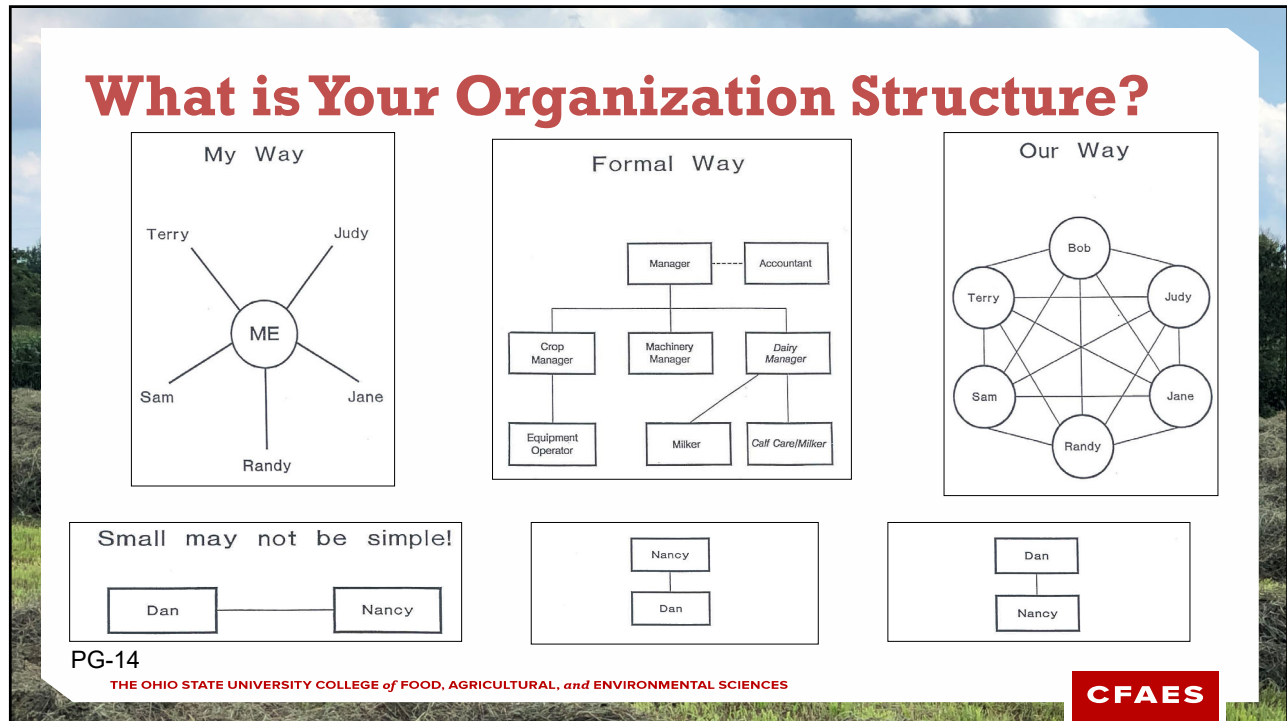 What is Your Organization Structure?
My Way
Terry
Judy
ME
Sam
Jane
Randy
Formal Way
Manager
Accountant
Crop
Manager
Machinery
Manager
Dairy
Manager
Equipment
Operator
Milker
Calf Care/Milker
Our Way
Bob
Terry
Judy
Sam
Jane
Randy
Small may not be simple!
Dan
Nancy
Nancy
Dan
Dan
Nancy
PG-14
THE OHIO STATE UNIVERSITY COLLEGE of FOOD, AGRICULTURAL, and ENVIRONMENTAL SCIENCES
CFAES